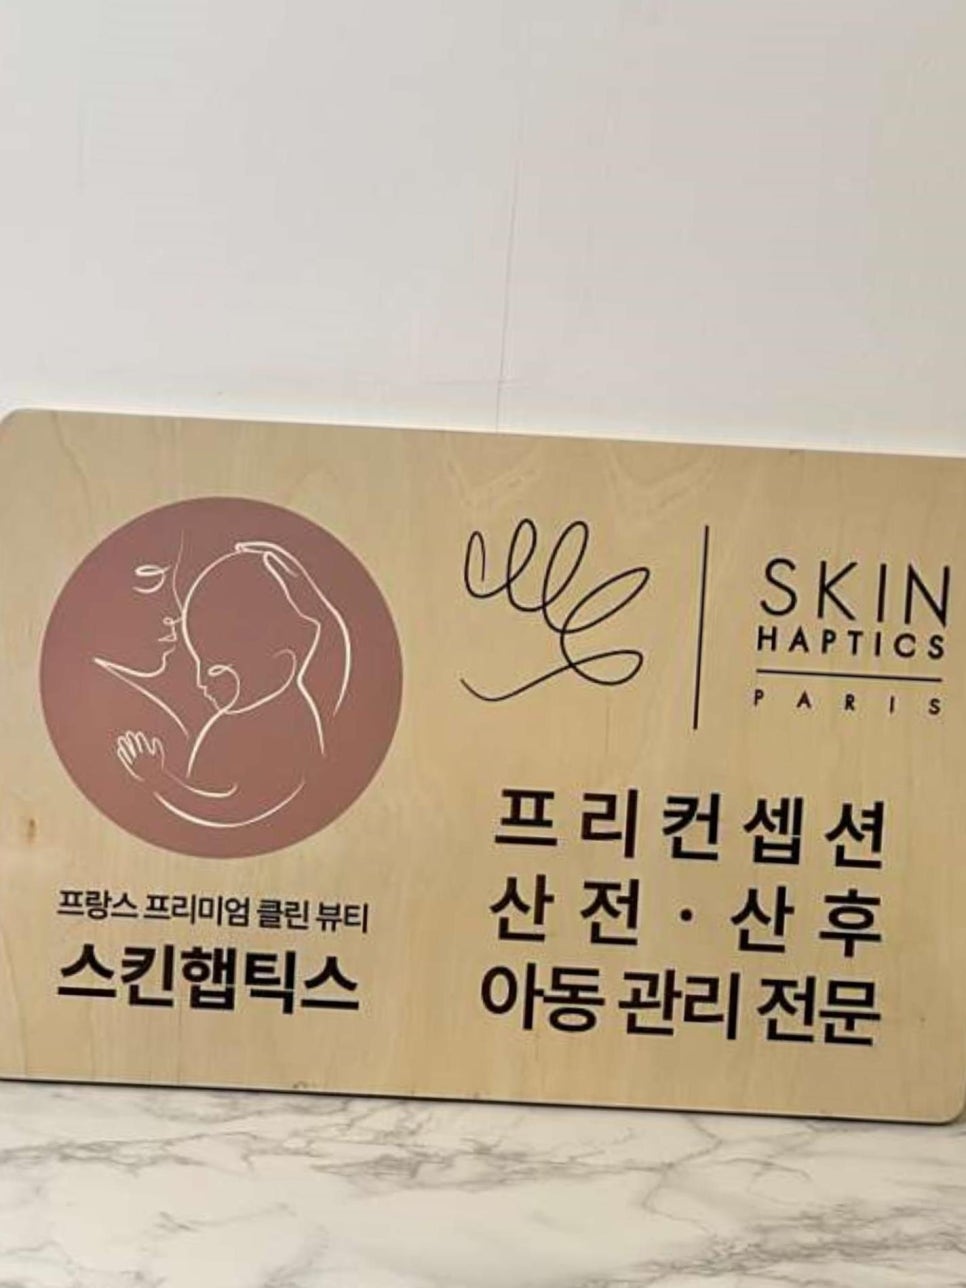 프랑스 프리미엄 클린 뷰티
스킨햅틱스
SKIN
HAPTICS
PARIS
프리컨셉션
산전·산후
아동 관리 전문